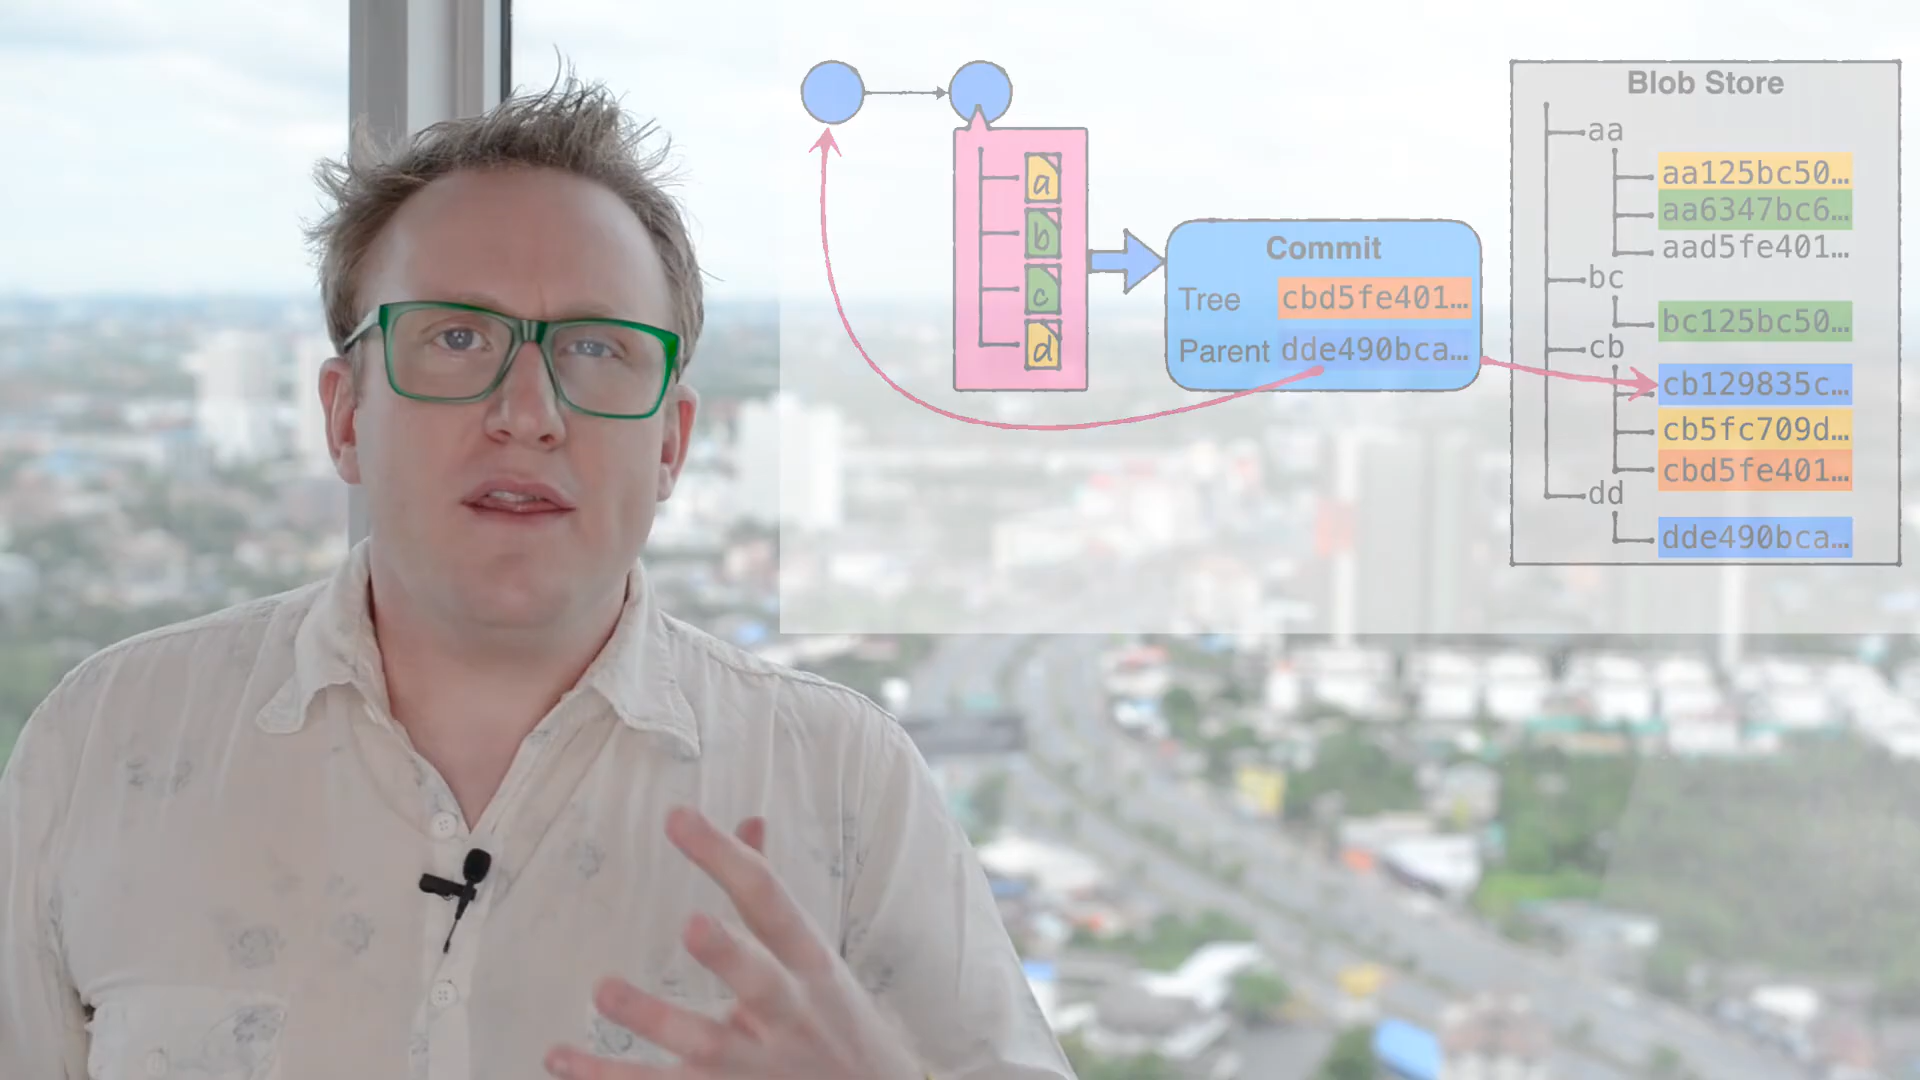 a
b
c
d
Commit
Tree cbd5fe401…
Parent dde490bca…
Blob Store
aa
aa125bc50…
aa6347bc6…
aad5fe401…
bc
bc125bc50…
cb
cb129835c…
cb5fc709d…
cbd5fe401…
dd
dde490bca…